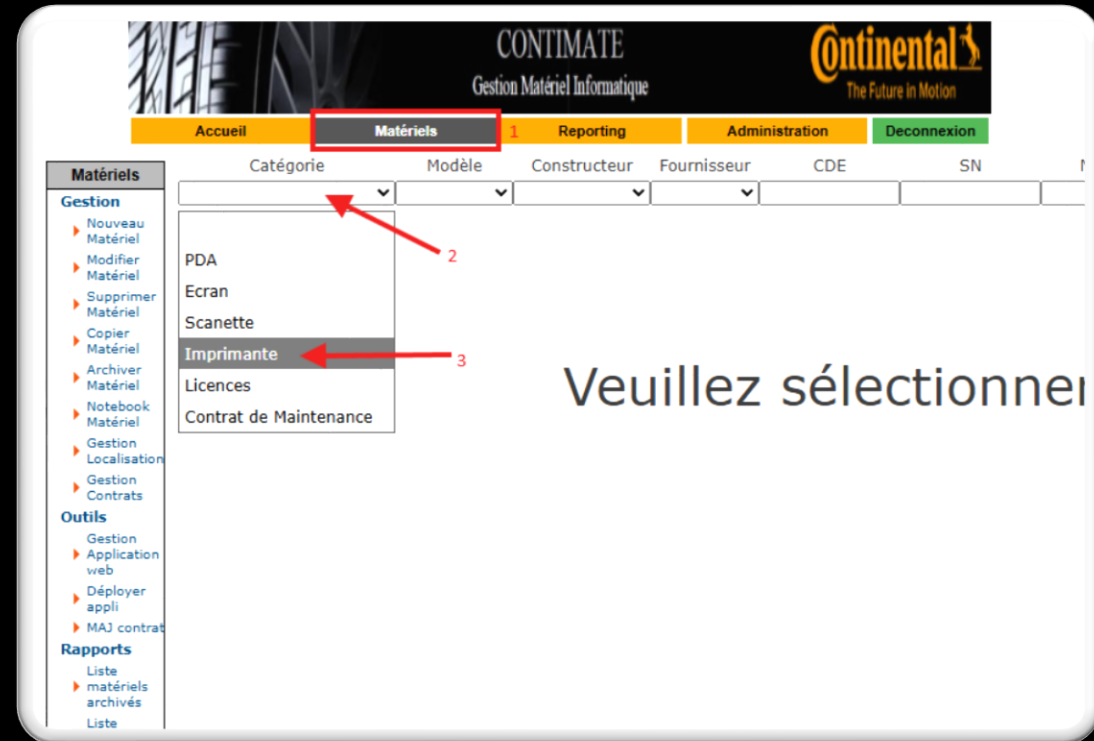 CONTIMATE
Gestion Matériel Informatique
Continental
The Future in Motion
Accueil
Matériels
1
Reporting
Administration
Deconnexion
Matériels
Catégorie
Modèle
Constructeur
Fournisseur
CDE
SN
Gestion
Nouveau
Matériel
Modifier
Matériel
Supprimer
Matériel
Copier
Matériel
Archiver
Matériel
Notebook
Matériel
Gestion
Localisation
Gestion
Contrats
Outils
Gestion
Application
web
Déployer
appli
MAJ contrat
Rapports
Liste
matériels
archivés
Liste
2
PDA
Ecran
Scanette
Imprimante
3
Licences
Contrat de Maintenance
Veuillez sélectionner